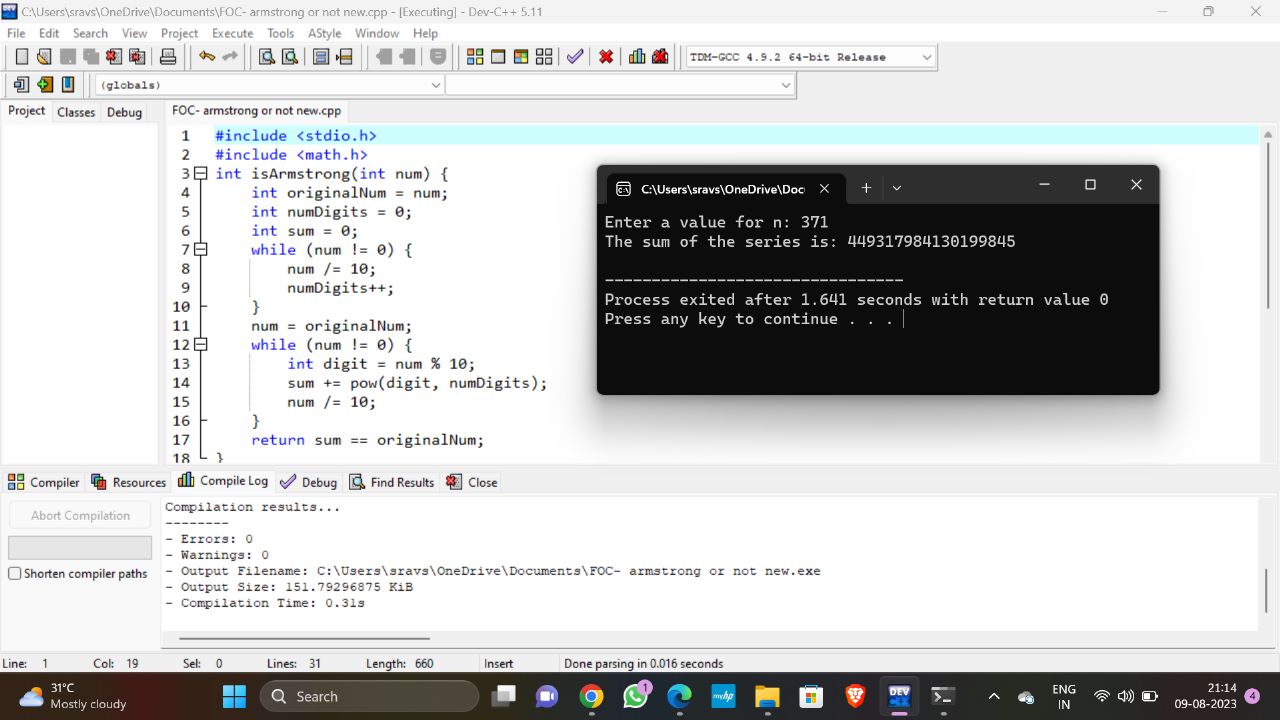 C:\Users\sravs\OneDrive\Documents\FOC- armstrong or not new.cpp - [Executing] - Dev-C++ 5.11
File Edit Search View Project Execute Tools AStyle Window Help
TDM-GCC 4.9.2 64-bit Release
(globals)
Project Classes Debug
FOC- armstrong or not new.cpp
1 #include <stdio.h>
2 #include <math.h>
3 int isArmstrong(int num) {
4 int originalNum = num;
5 int numDigits = 0;
6 int sum = 0;
7 while (num != 0) {
8 num /= 10;
9 numDigits++;
10 }
11 num = originalNum;
12 while (num != 0) {
13 int digit = num % 10;
14 sum += pow(digit, numDigits);
15 num /= 10;
16 }
17 return sum == originalNum;
18 }
C:\Users\sravs\OneDrive\Doc
Enter a value for n: 371
The sum of the series is: 449317984130199845
--------------------------------
Process exited after 1.641 seconds with return value 0
Press any key to continue . . .
Compiler Resources Compile Log Debug Find Results Close
Abort Compilation
Shorten compiler paths
Compilation results...
--------
- Errors: 0
- Warnings: 0
- Output Filename: C:\Users\sravs\OneDrive\Documents\FOC- armstrong or not new.exe
- Output Size: 151.79296875 KiB
- Compilation Time: 0.31s
Line: 1 Col: 19 Sel: 0 Lines: 31 Length: 660 Insert Done parsing in 0.016 seconds
31°C
Mostly cloudy
Search
1
myhp
DEV
C++
ENG
IN
21:14
09-08-2023
4